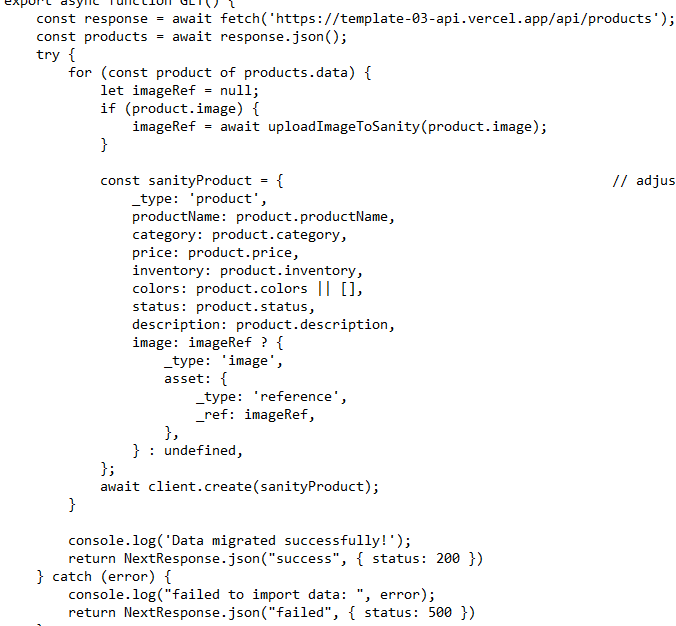 export async function GET() {
    const response = await fetch('https://template-03-api.vercel.app/api/products');
    const products = await response.json();
    try {
        for (const product of products.data) {
            let imageRef = null;
            if (product.image) {
                imageRef = await uploadImageToSanity(product.image);
            }

            const sanityProduct = {                                         // adjus
                _type: 'product',
                productName: product.productName,
                category: product.category,
                price: product.price,
                inventory: product.inventory,
                colors: product.colors || [],
                status: product.status,
                description: product.description,
                image: imageRef ? {
                    _type: 'image',
                    asset: {
                        _type: 'reference',
                        _ref: imageRef,
                    },
                } : undefined,
            };
            await client.create(sanityProduct);
        }

        console.log('Data migrated successfully!');
        return NextResponse.json("success", { status: 200 })
    } catch (error) {
        console.log("failed to import data: ", error);
        return NextResponse.json("failed", { status: 500 })